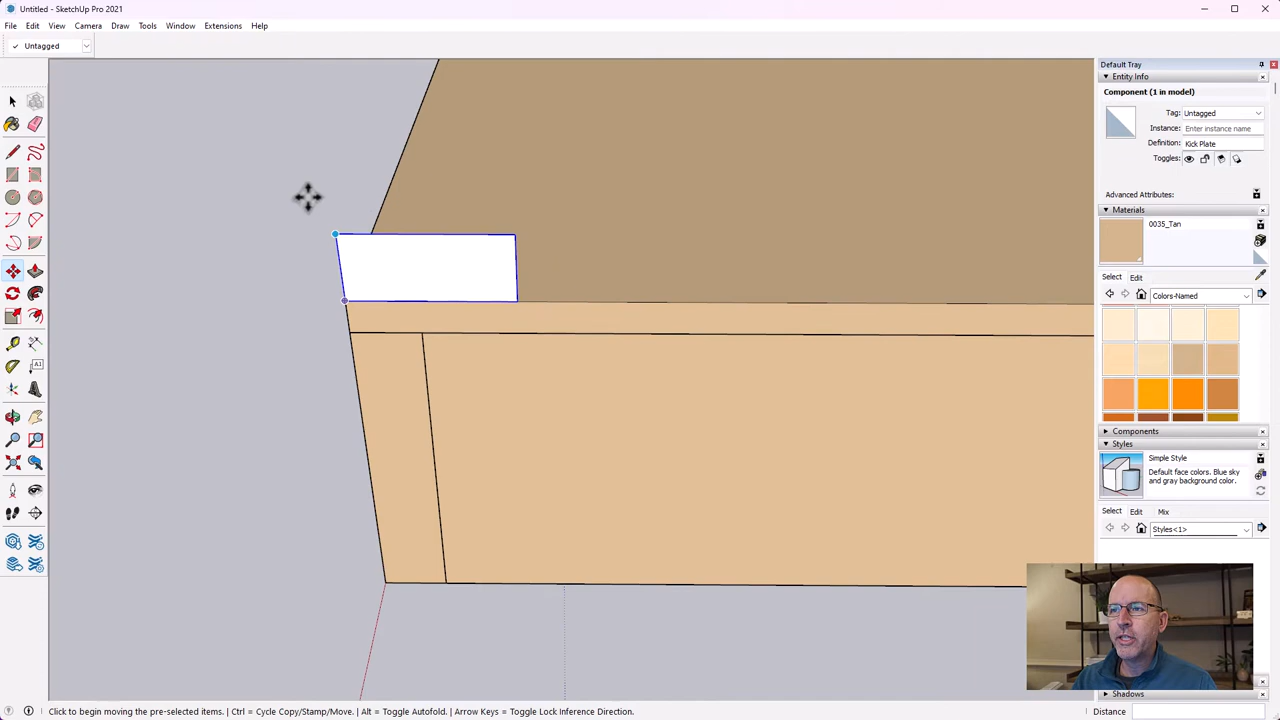 Untitled - SketchUp Pro 2021
File Edit View Camera Draw Tools Window Extensions Help
✓ Untagged
Default Tray
Entity Info
Component (1 in model)
Tag: Untagged
Instance: Enter instance name
Definition: Kick Plate
Toggles:
Advanced Attributes:
Materials
0035_Tan
Select Edit
Colors-Named
Components
Styles
Simple Style
Default face colors. Blue sky
and gray background color.
Select Edit Mix
Styles<1>
Shadows
Click to begin moving the pre-selected items. | Ctrl = Cycle Copy/Stamp/Move. | Alt = Toggle Autofold. | Arrow Keys = Toggle Lock Inference Direction.
Distance